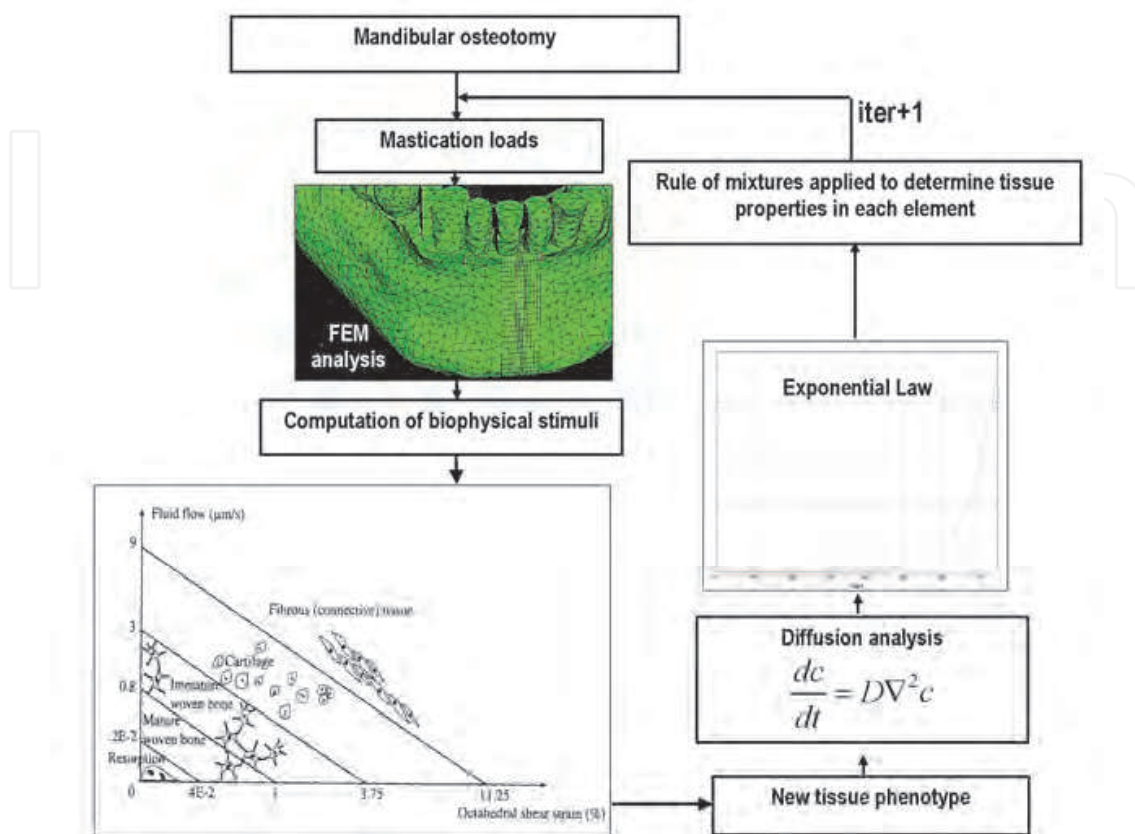 Mandibular osteotomy
iter+1
Mastication loads
Rule of mixtures applied to determine tissue
properties in each element
FEM
analysis
Computation of biophysical stimuli
Exponential Law
Fluid flow (μm/s)
9
Fibrous (connective) tissue
3
Cartilage
Immature
woven bone
0.8
Mature
woven bone
2E-2
Resorption
0
4E-2
1
3.75
11.25
Octahedral shear strain (%)
Diffusion analysis
dc/dt = D∇²c
New tissue phenotype